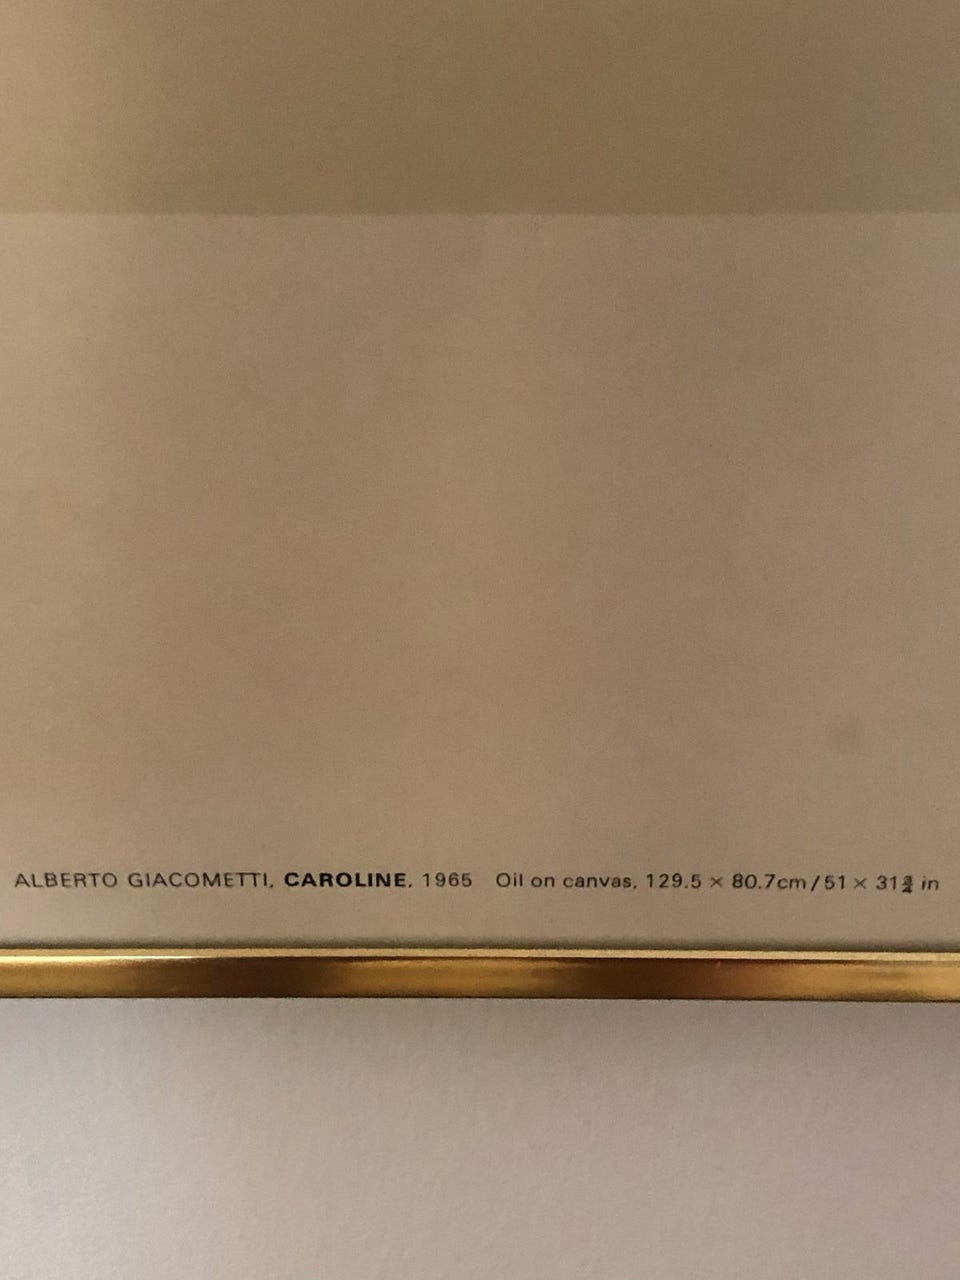 ALBERTO GIACOMETTI, CAROLINE, 1965 Oil on canvas, 129.5 × 80.7cm/51 × 31¾ in